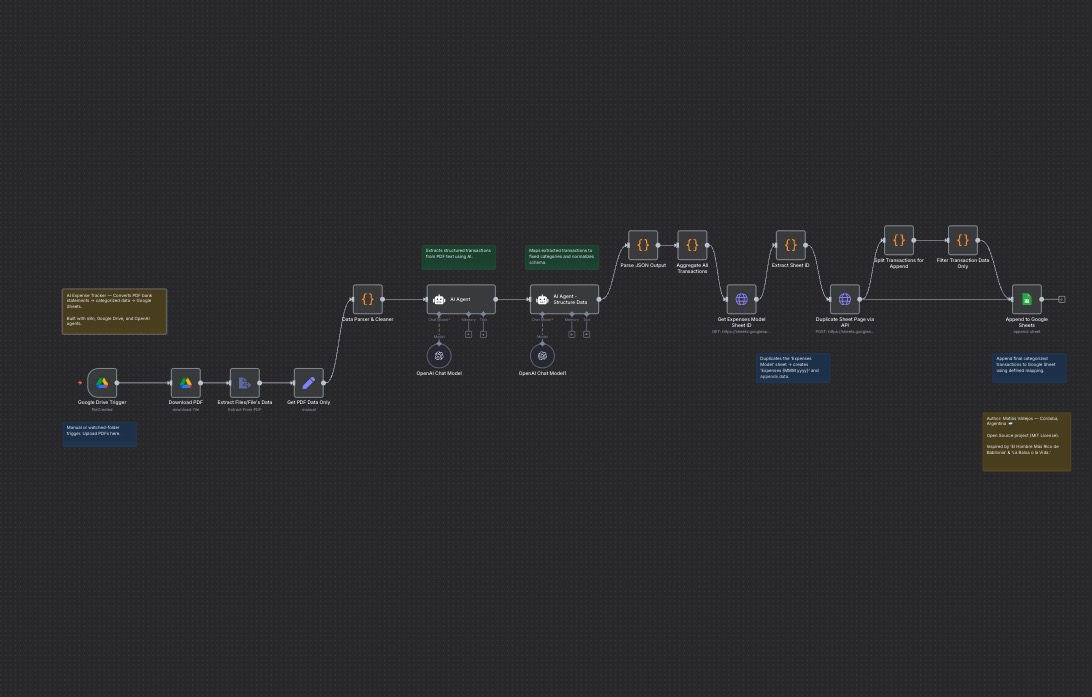 AI Expense Tracker — Converts PDF bank
statements → categorized data → Google
Sheets.
Built with n8n, Google Drive, and OpenAI
agents.
Google Drive Trigger
fileCreated
Manual or watched-folder
trigger. Upload PDFs here.
Download PDF
download: file
Extract Files/File's Data
Extract From PDF
Get PDF Data Only
manual
Data Parser & Cleaner
Extracts structured transactions
from PDF text using AI.
AI Agent
Chat Model*
Memory
Tool
Model
OpenAI Chat Model
Maps extracted transactions to
fixed categories and normalizes
schema.
AI Agent -
Structure Data
Chat Model*
Memory
Tool
Model
OpenAI Chat Model1
Parse JSON Output
Aggregate All
Transactions
Get Expenses Model
Sheet ID
GET: https://sheets.googleap...
Extract Sheet ID
Duplicates the 'Expenses
Model' sheet → creates
'Expenses (MMM yyyy)' and
appends data.
Duplicate Sheet Page via
API
POST: https://sheets.googlea...
Split Transactions for
Append
Filter Transaction Data
Only
Append to Google
Sheets
append: sheet
Append final categorized
transactions to Google Sheet
using defined mapping.
Author: Matías Vallejos — Córdoba,
Argentina
Open Source project (MIT License).
Inspired by 'El Hombre Más Rico de
Babilonia' & 'La Bolsa o la Vida.'